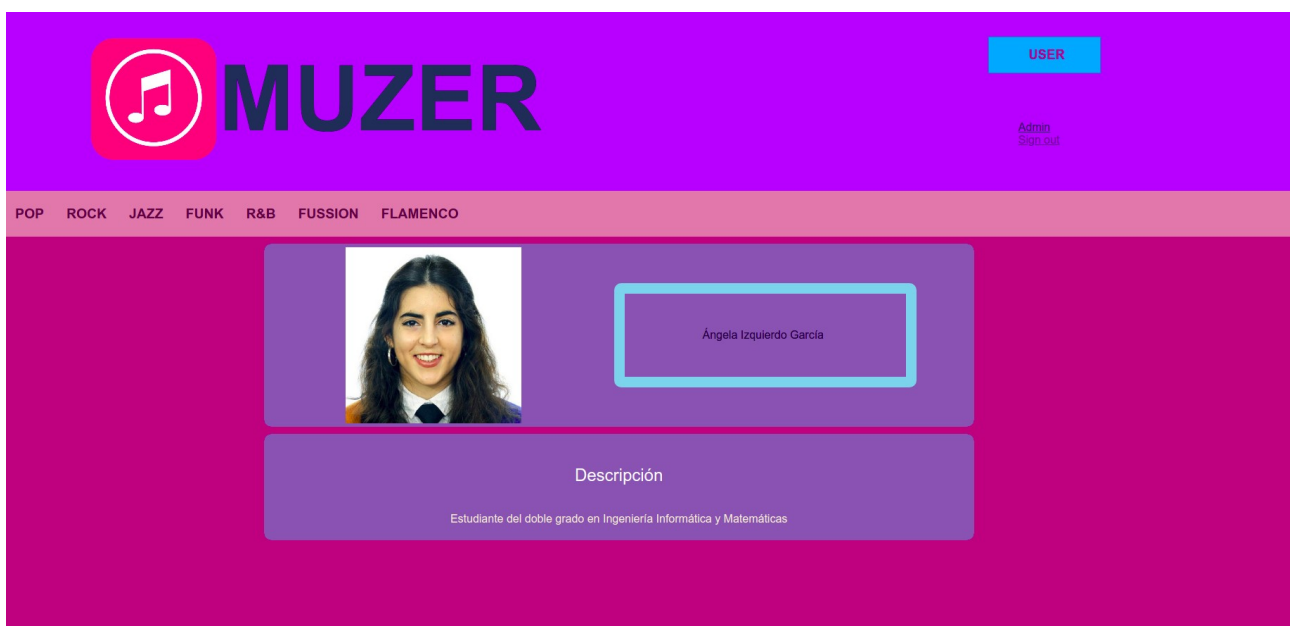 MUZER
USER
Admin
Sign out
POP ROCK JAZZ FUNK R&B FUSSION FLAMENCO
Ángela Izquierdo García
Descripción
Estudiante del doble grado en Ingeniería Informática y Matemáticas